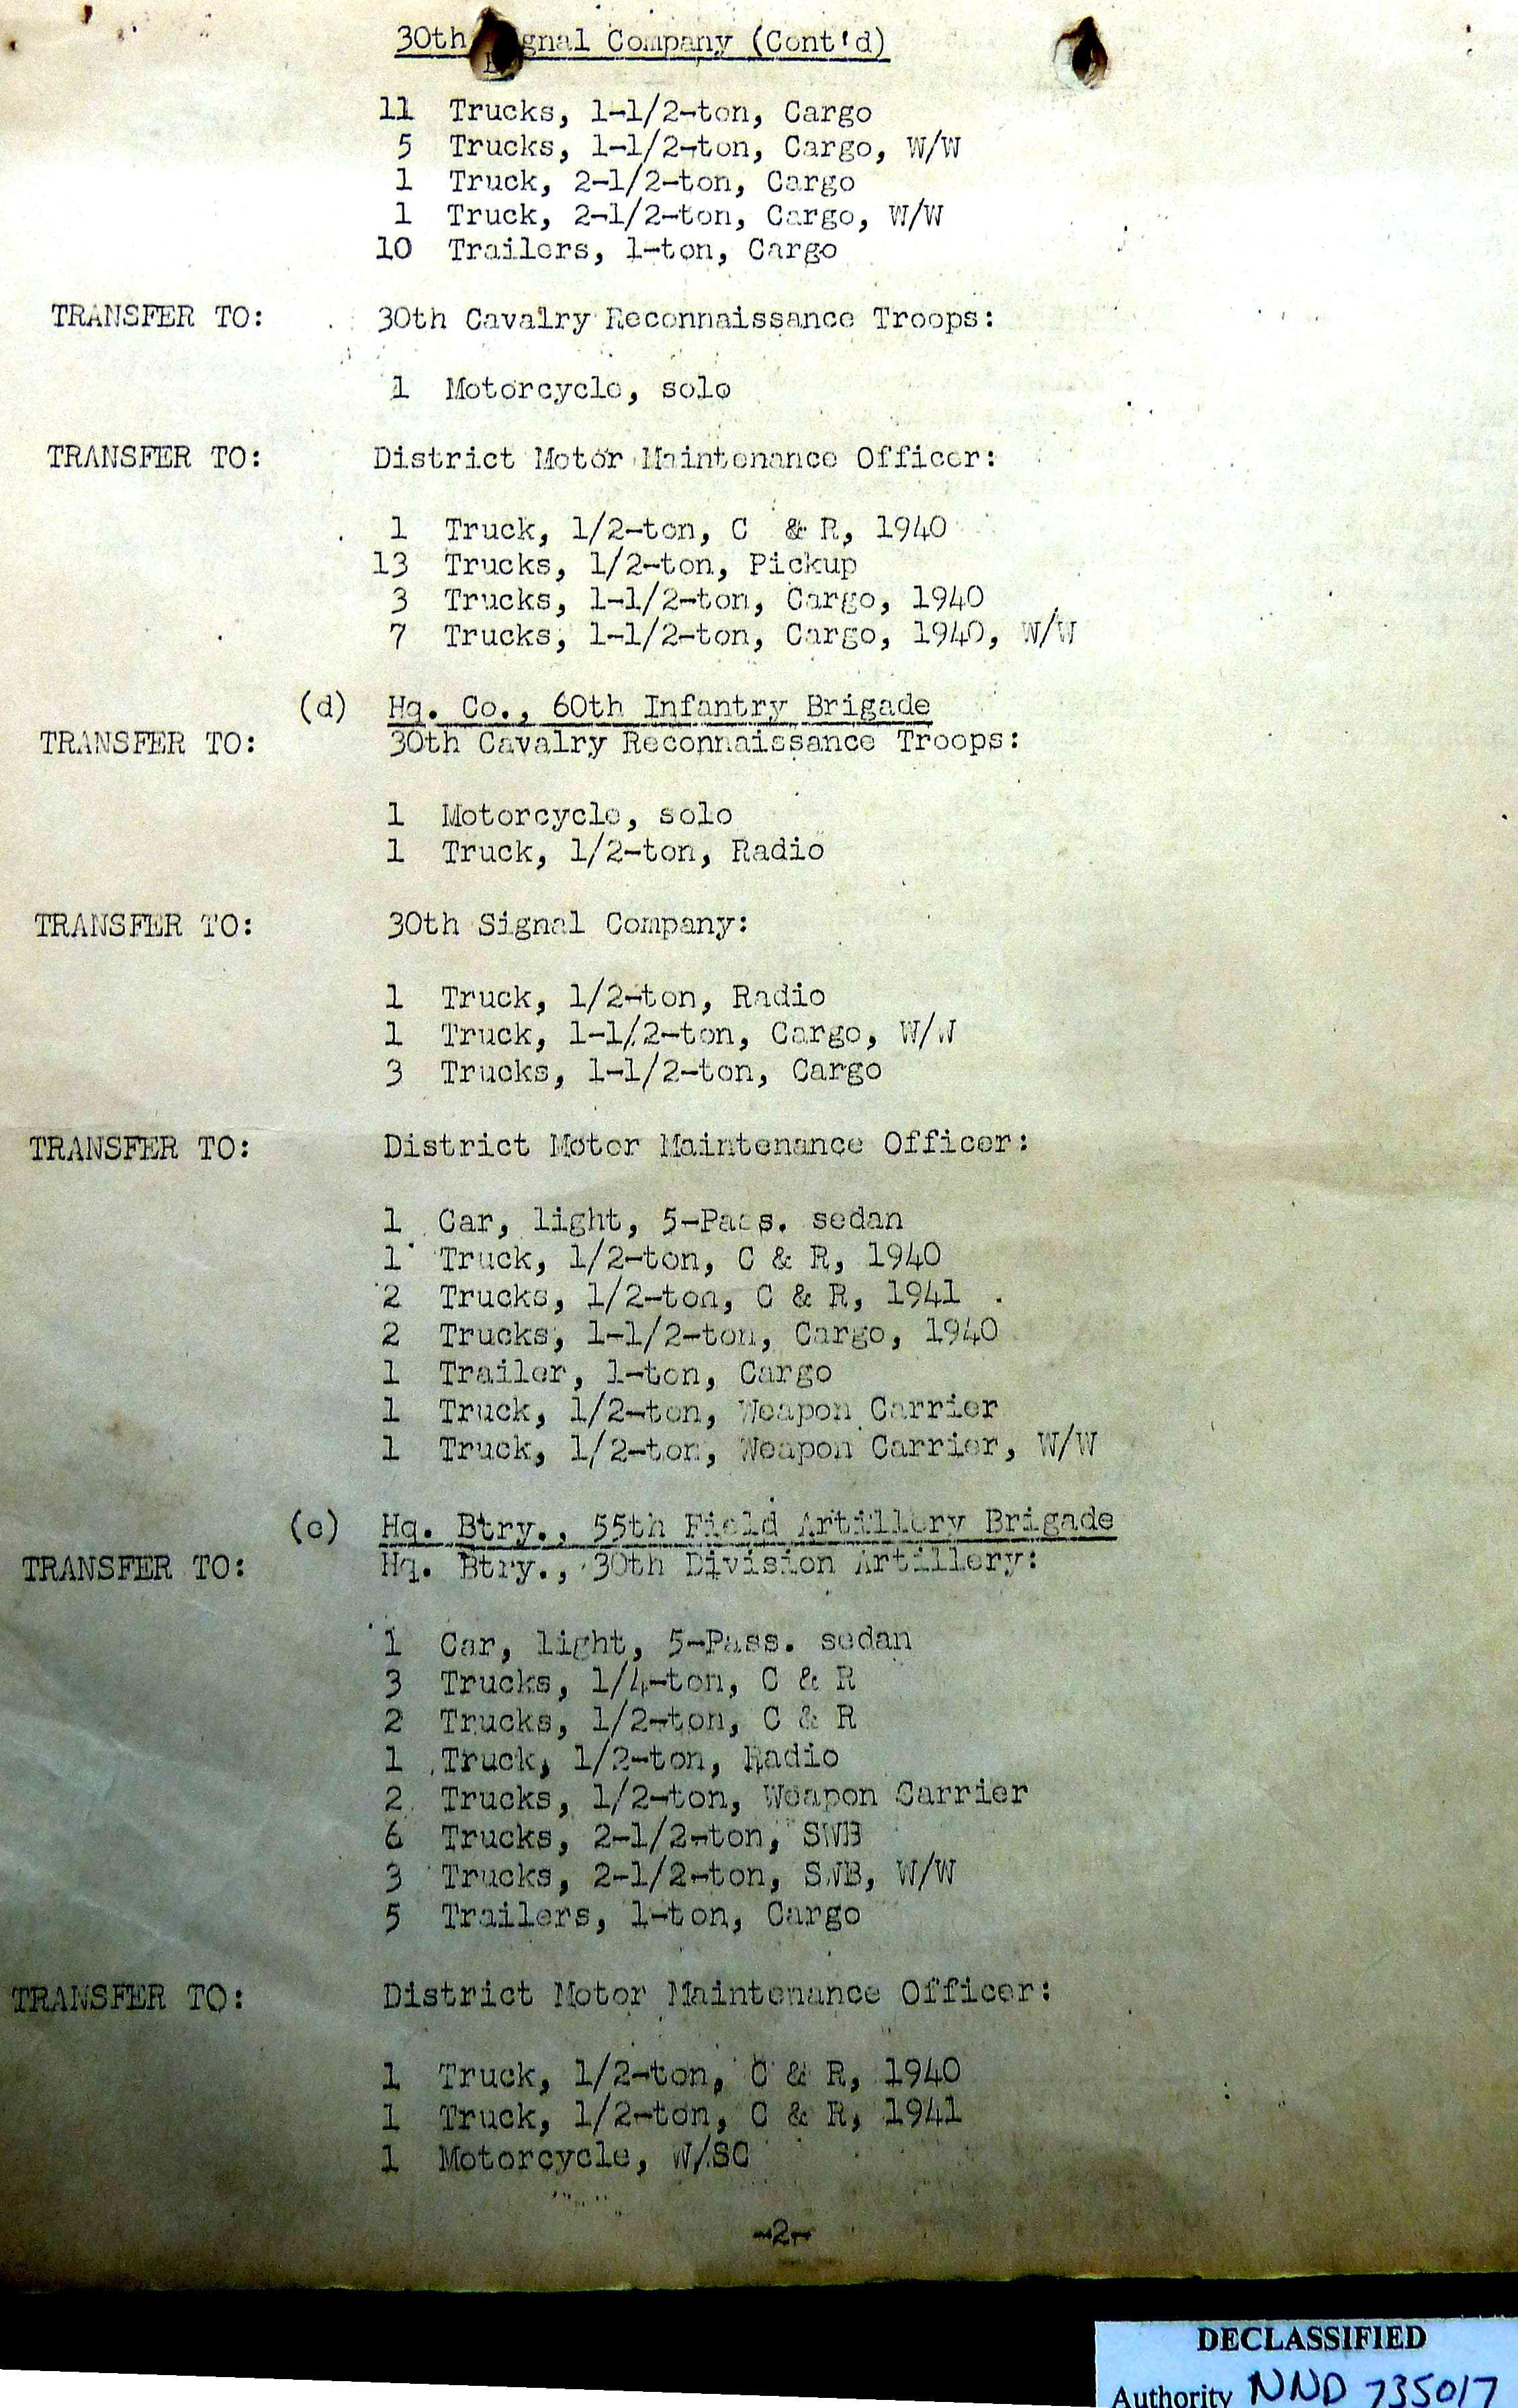 30th Signal Company (Cont'd)
11 Trucks, 1-1/2-ton, Cargo
5 Trucks, 1-1/2-ton, Cargo, W/W
1 Truck, 2-1/2-ton, Cargo
1 Truck, 2-1/2-ton, Cargo, W/W
10 Trailers, 1-ton, Cargo
TRANSFER TO: 30th Cavalry Reconnaissance Troops:
1 Motorcycle, solo
TRANSFER TO: District Motor Maintenance Officer:
1 Truck, 1/2-ton, C & R, 1940
13 Trucks, 1/2-ton, Pickup
3 Trucks, 1-1/2-ton, Cargo, 1940
7 Trucks, 1-1/2-ton, Cargo, 1940, W/W
(d) Hq. Co., 60th Infantry Brigade
TRANSFER TO: 30th Cavalry Reconnaissance Troops:
1 Motorcycle, solo
1 Truck, 1/2-ton, Radio
TRANSFER TO: 30th Signal Company:
1 Truck, 1/2-ton, Radio
1 Truck, 1-1/2-ton, Cargo, W/W
3 Trucks, 1-1/2-ton, Cargo
TRANSFER TO: District Motor Maintenance Officer:
1 Car, light, 5-Pass. sedan
1 Truck, 1/2-ton, C & R, 1940
2 Trucks, 1/2-ton, C & R, 1941
2 Trucks, 1-1/2-ton, Cargo, 1940
1 Trailer, 1-ton, Cargo
1 Truck, 1/2-ton, Weapon Carrier
1 Truck, 1/2-ton, Weapon Carrier, W/W
(e) Hq. Btry., 55th Field Artillery Brigade
TRANSFER TO: Hq. Btry., 30th Division Artillery:
1 Car, light, 5-Pass. sedan
3 Trucks, 1/4-ton, C & R
2 Trucks, 1/2-ton, C & R
1 Truck, 1/2-ton, Radio
2 Trucks, 1/2-ton, Weapon Carrier
6 Trucks, 2-1/2-ton, SWB
3 Trucks, 2-1/2-ton, SWB, W/W
5 Trailers, 1-ton, Cargo
TRANSFER TO: District Motor Maintenance Officer:
1 Truck, 1/2-ton, C & R, 1940
1 Truck, 1/2-ton, C & R, 1941
1 Motorcycle, W/SC
-2-
DECLASSIFIED
Authority NND 735017